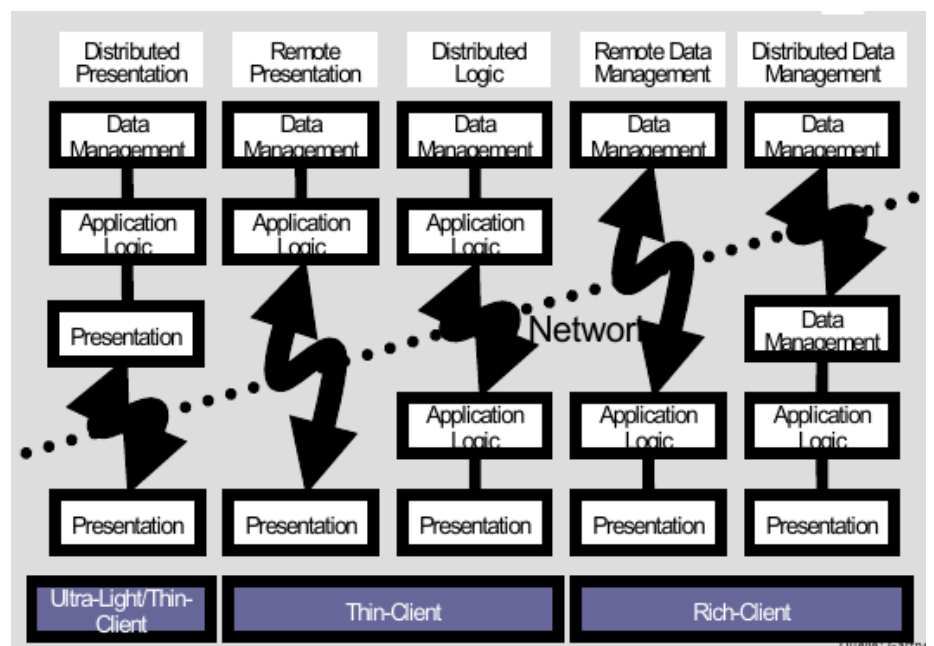 Distributed
Presentation
Remote
Presentation
Distributed
Logic
Remote Data
Management
Distributed Data
Management
Data
Management
Data
Management
Data
Management
Data
Management
Data
Management
Application
Logic
Application
Logic
Application
Logic
Presentation
Network
Data
Management
Application
Logic
Application
Logic
Application
Logic
Presentation
Presentation
Presentation
Presentation
Presentation
Ultra-Light/Thin-
Client
Thin-Client
Rich-Client